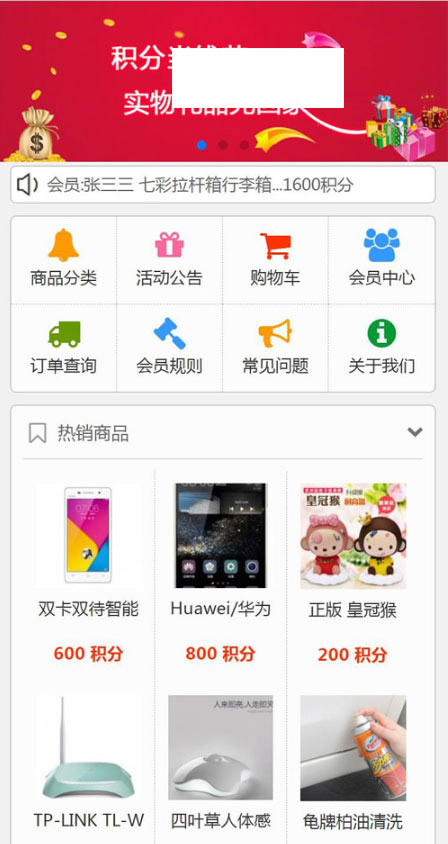 积分当
实物
会员:张三三 七彩拉杆箱行李箱...1600积分
商品分类 活动公告 购物车 会员中心
订单查询 会员规则 常见问题 关于我们
热销商品
皇冠猴
人来即亮,人走即灭
双卡双待智能 Huawei/华为 正版 皇冠猴
600 积分 800 积分 200 积分
TP-LINK TL-W 四叶草人体感 龟牌柏油清洗